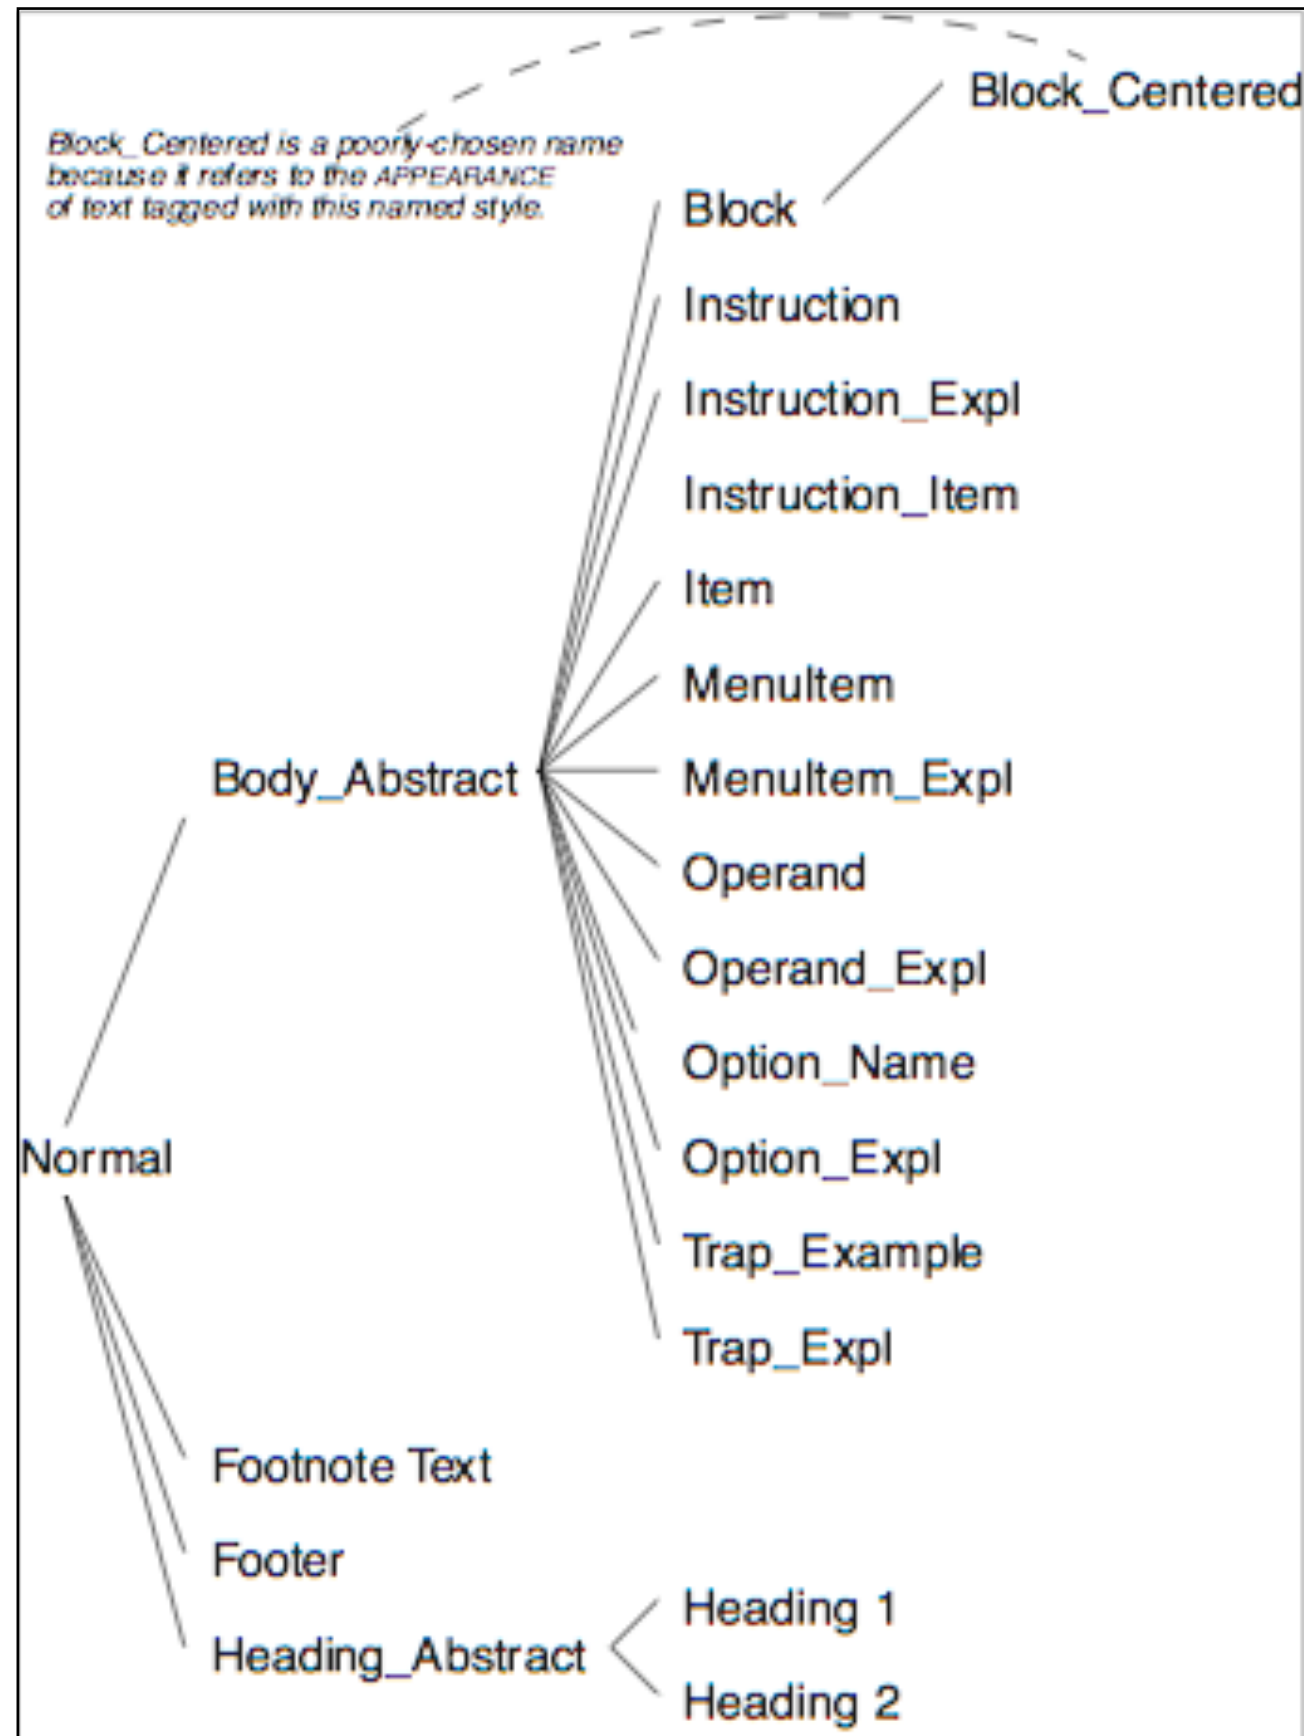 Block_Centered
Block_Centered is a poorly-chosen name
because it refers to the APPEARANCE
of text tagged with this named style.
Block
Instruction
Instruction_Expl
Instruction_Item
Item
MenuItem
Body_Abstract
MenuItem_Expl
Operand
Operand_Expl
Option_Name
Normal
Option_Expl
Trap_Example
Trap_Expl
Footnote Text
Footer
Heading 1
Heading_Abstract
Heading 2